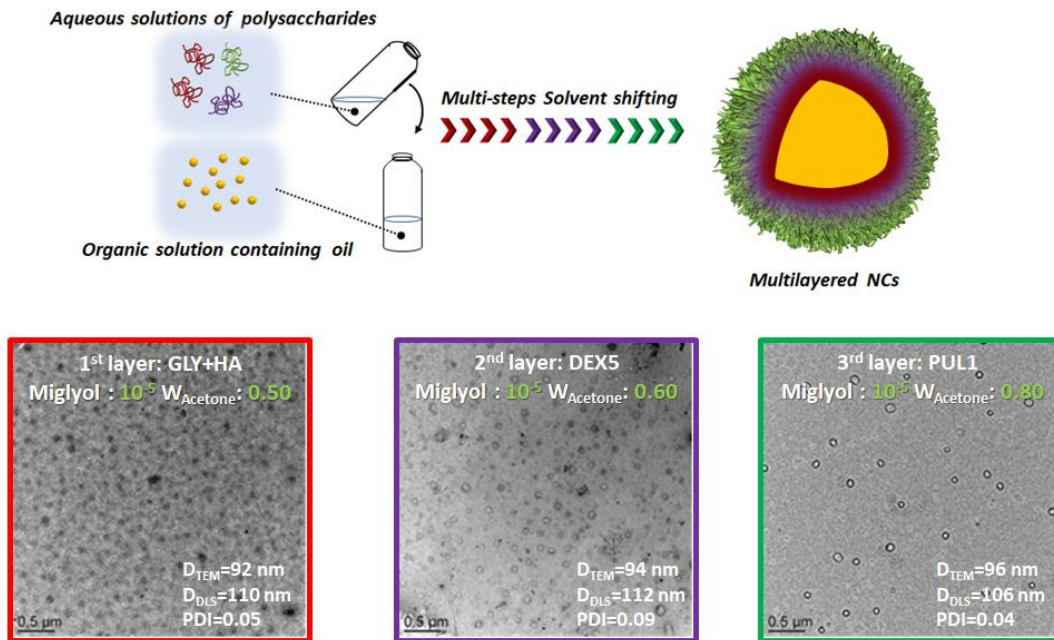 Aqueous solutions of polysaccharides
Multi-steps Solvent shifting
Organic solution containing oil
Multilayered NCs
1st layer: GLY+HA
Miglyol : 10-5 WAcetone: 0.50
DTEM=92 nm
DDLS=110 nm
PDI=0.05
0.5 µm
2nd layer: DEX5
Miglyol : 10-5 WAcetone: 0.60
DTEM=94 nm
DDLS=112 nm
PDI=0.09
0.5 µm
3rd layer: PUL1
Miglyol : 10-5 WAcetone: 0.80
DTEM=96 nm
DDLS=106 nm
PDI=0.04
0.5 µm